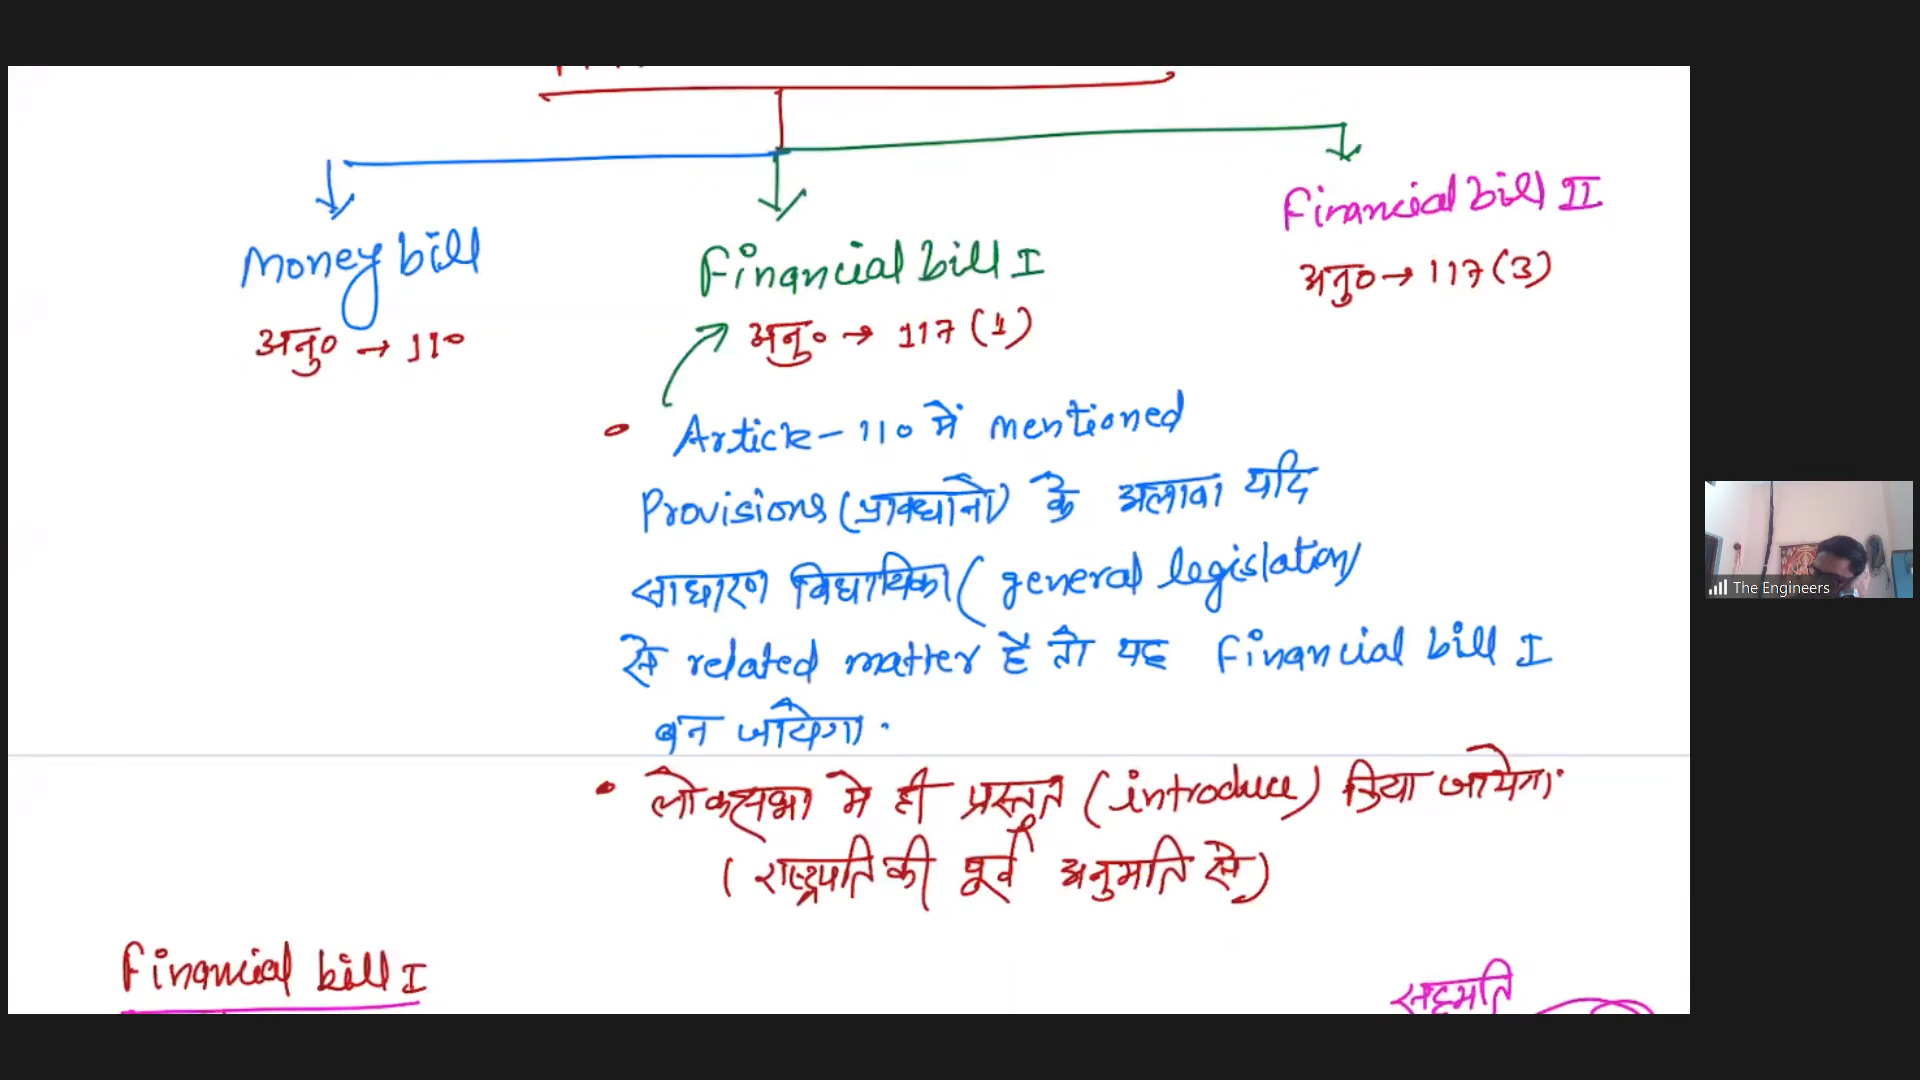 Money bill
अनु० → 110
Financial bill I
अनु० → 117 (1)
Financial bill II
अनु० → 117 (3)
Article - 110 में mentioned
Provisions (प्रावधानो) के अलावा यदि
साधारण विधायिका ( general legislation)
से related matter है तो यह Financial bill I
बन जायेगा .
लोकसभा मे ही प्रस्तुत (introduce) किया जायेगा.
( राष्ट्रपति की पूर्व अनुमति से)
Financial bill I
सहमति
The Engineers